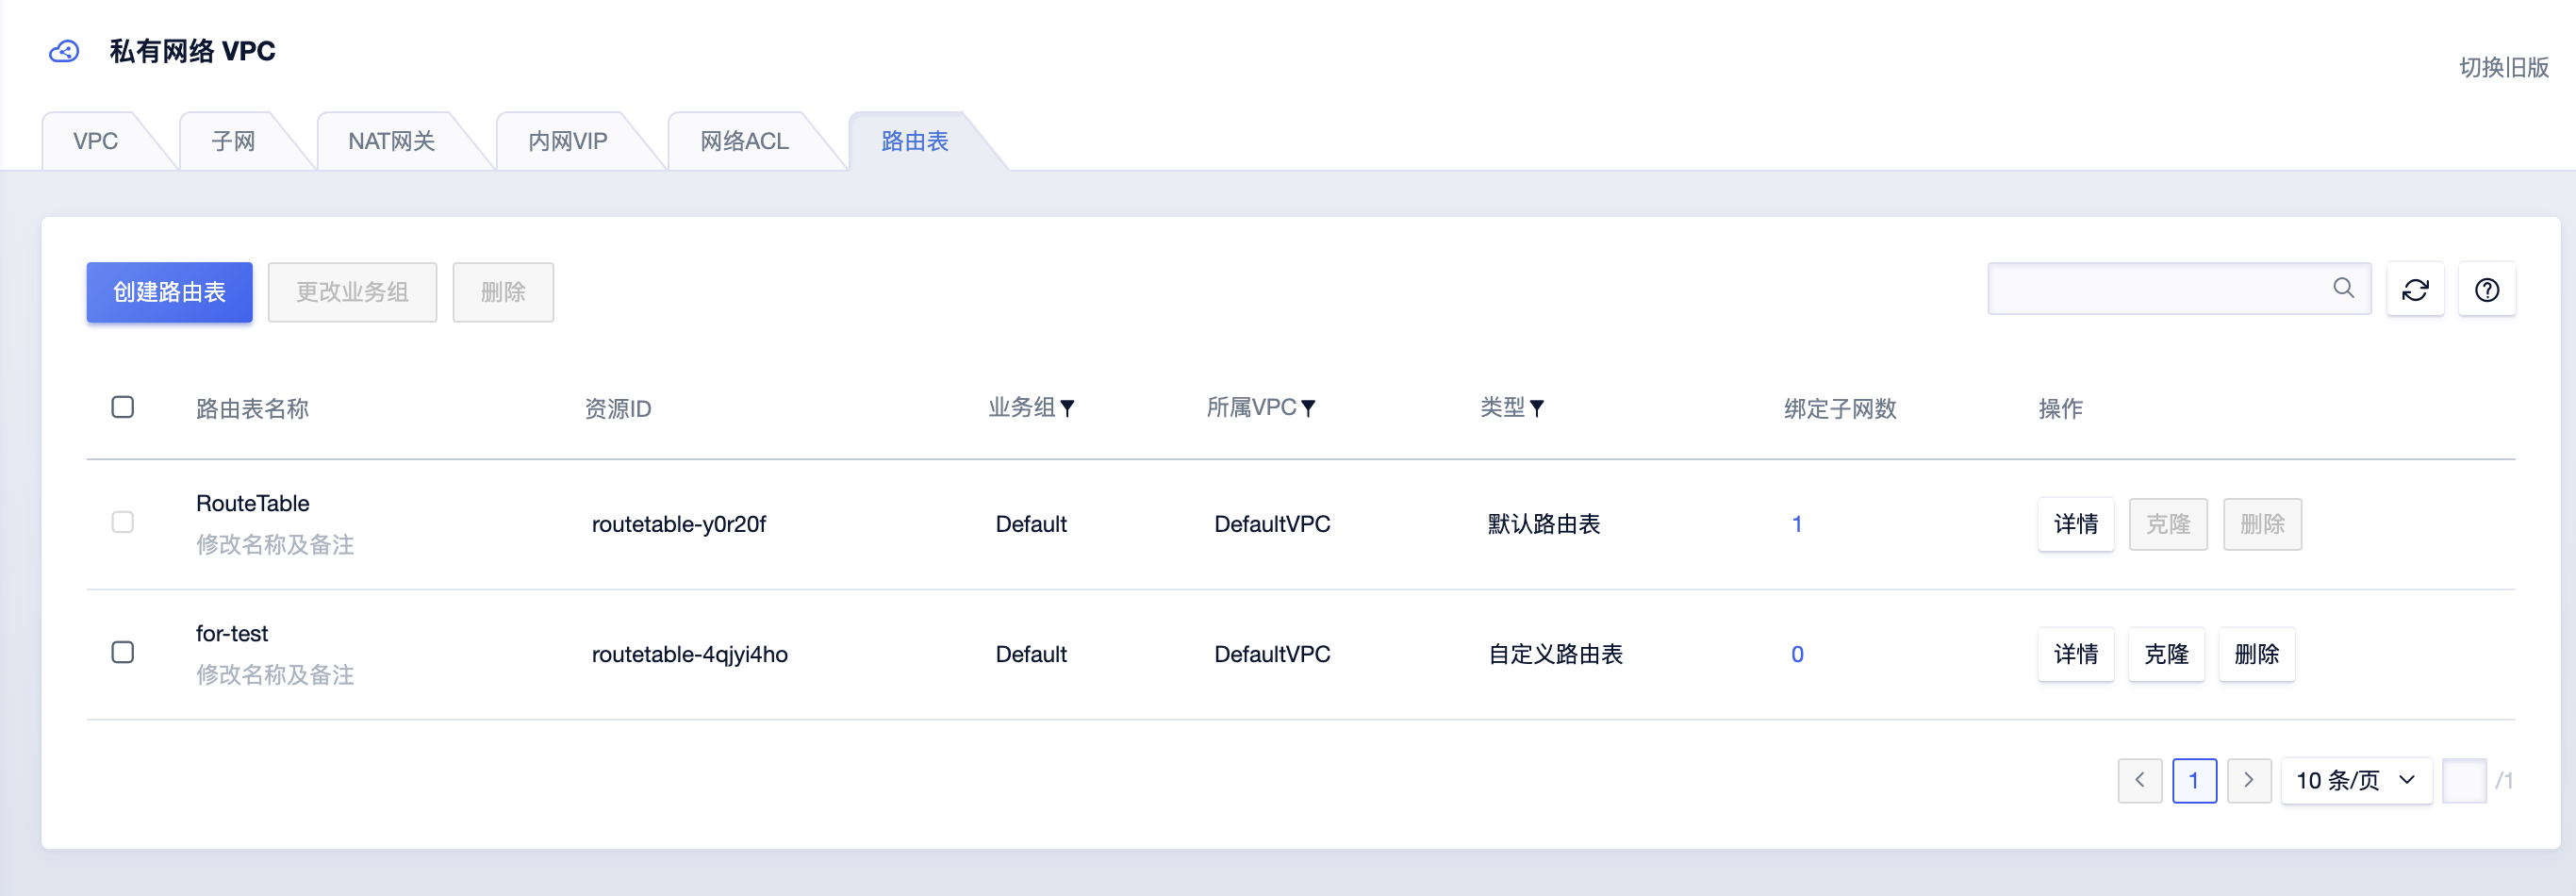 私有网络 VPC
切换旧版
VPC 子网 NAT网关 内网VIP 网络ACL 路由表
创建路由表 更改业务组 删除
路由表名称 资源ID 业务组 所属VPC 类型 绑定子网数 操作
RouteTable
修改名称及备注
routetable-y0r20f Default DefaultVPC 默认路由表 1 详情 克隆 删除
for-test
修改名称及备注
routetable-4qjyi4ho Default DefaultVPC 自定义路由表 0 详情 克隆 删除
1 10 条/页 /1